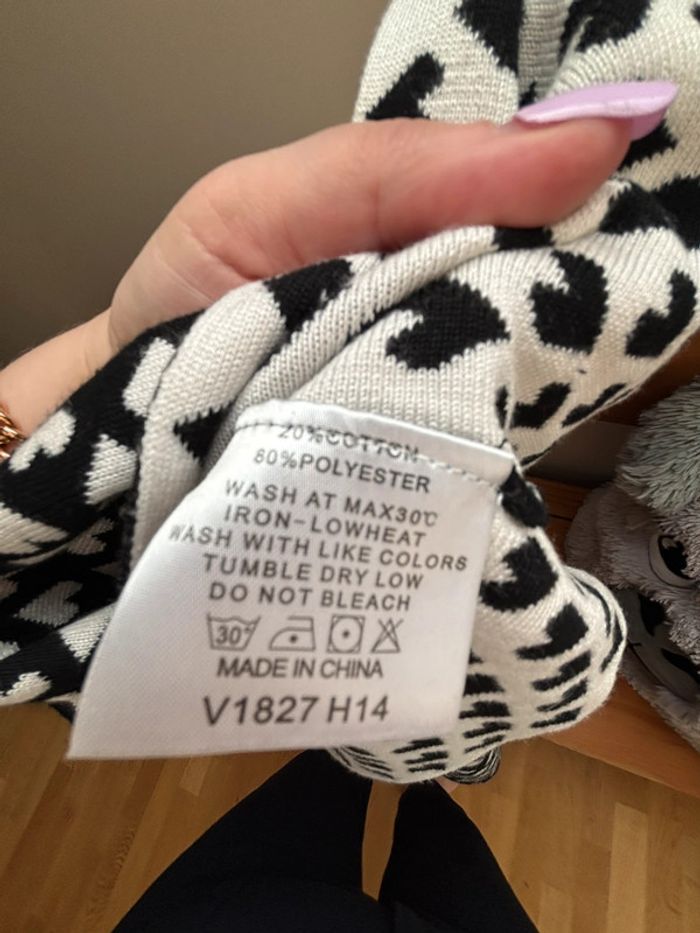 20%COTTON
80%POLYESTER
WASH AT MAX30℃
IRON-LOWHEAT
WASH WITH LIKE COLORS
TUMBLE DRY LOW
DO NOT BLEACH
30°
MADE IN CHINA
V1827 H14